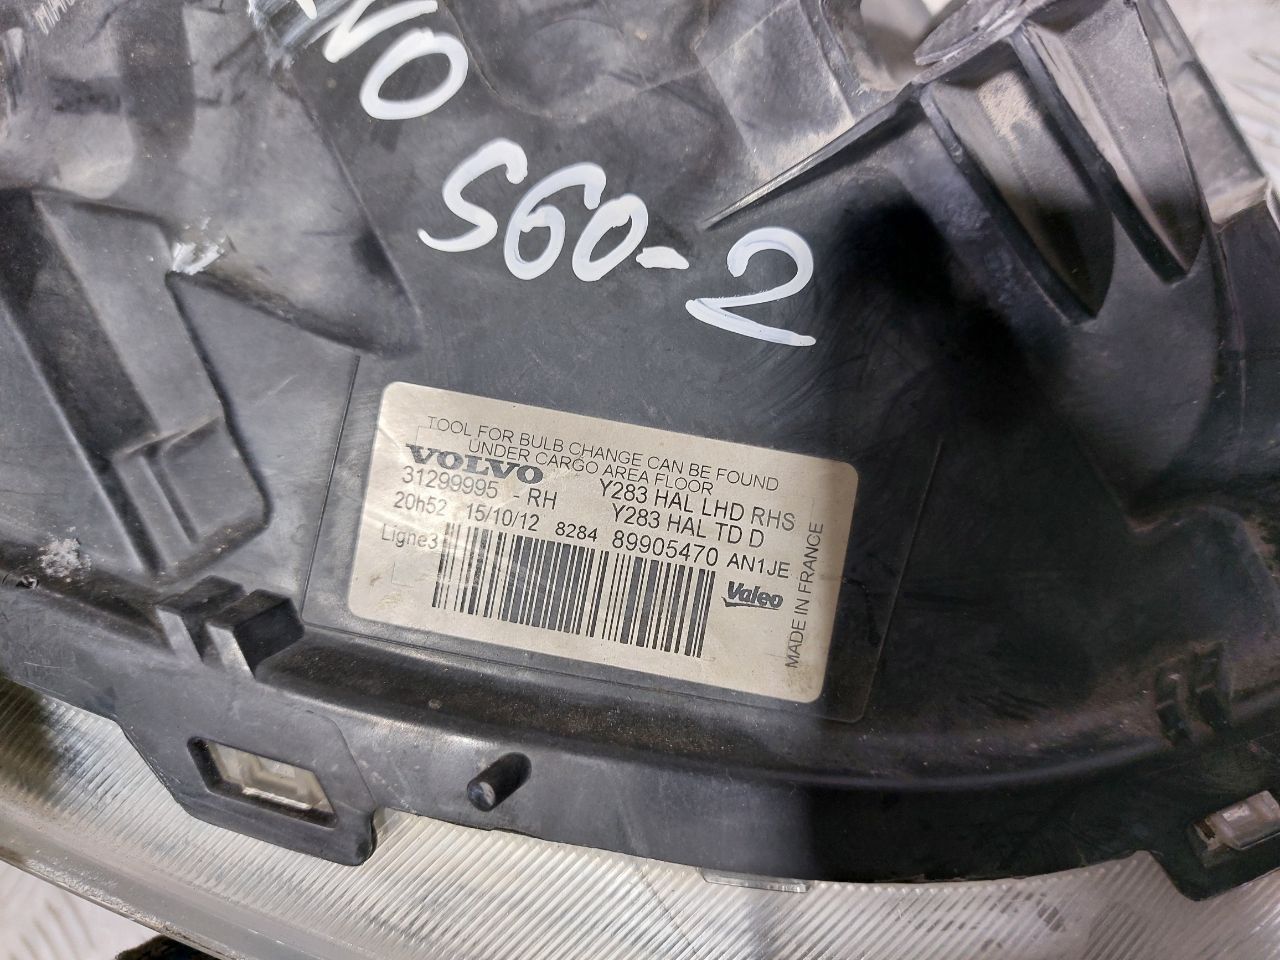 S60-2
TOOL FOR BULB CHANGE CAN BE FOUND
UNDER CARGO AREA FLOOR
VOLVO
31299995 - RH Y283 HAL LHD RHS
20h52 15/10/12 Y283 HAL TD D
Ligne3 8284 89905470 AN1JE
Valeo
MADE IN FRANCE